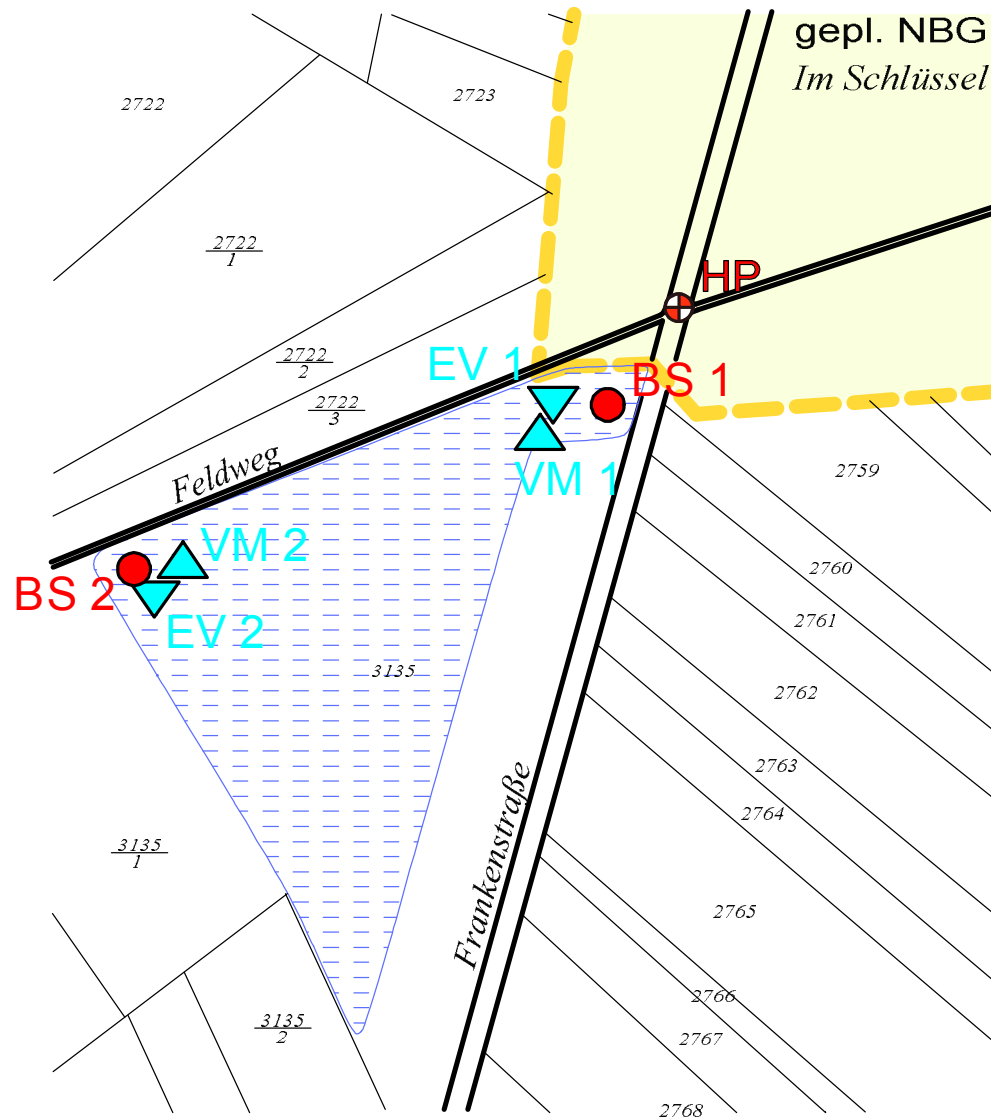 gepl. NBG
Im Schlüssel
2722
2723
2722
1
HP
2722
2
EV 1
BS 1
2722
3
Feldweg
VM 1
2759
VM 2
BS 2
EV 2
2760
2761
3135
2762
2763
2764
Frankenstraße
3135
1
2765
2766
3135
2
2767
2768